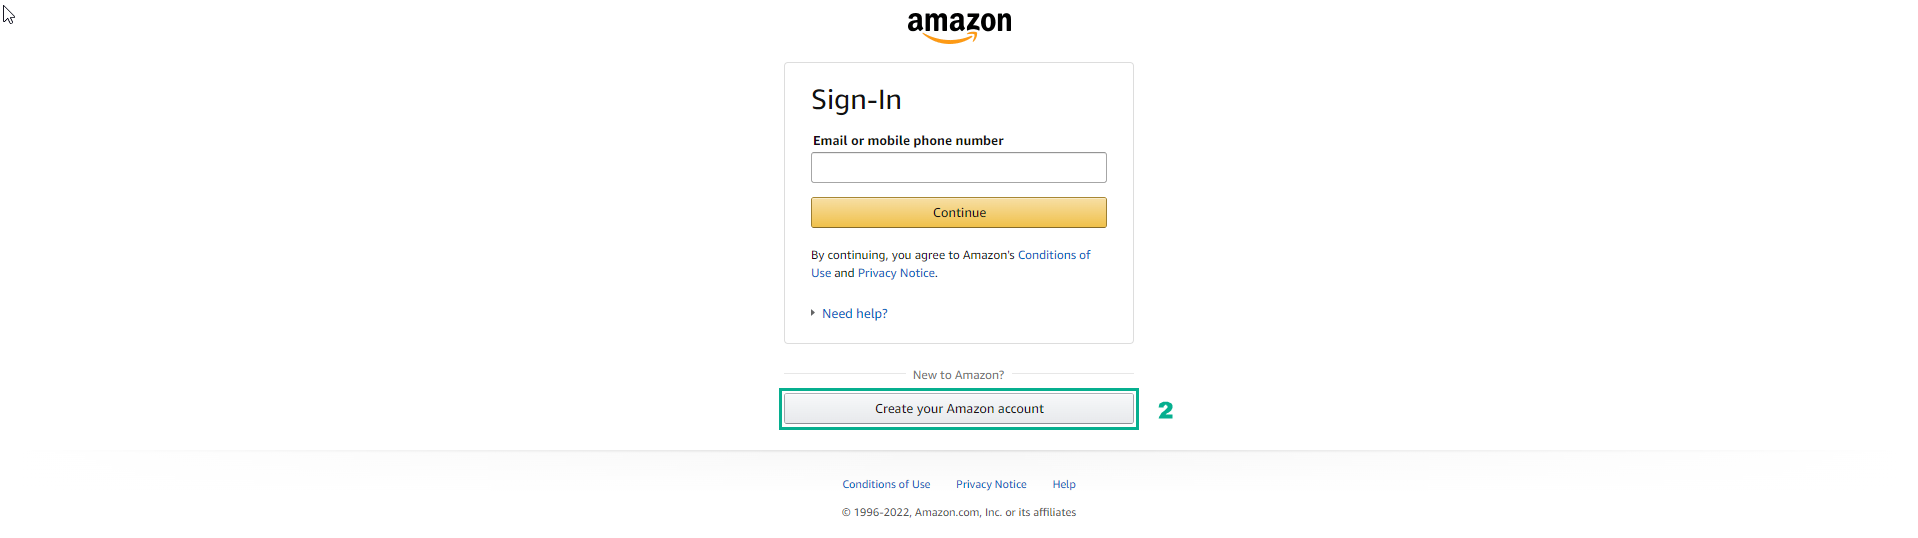 amazon
Sign-In
Email or mobile phone number
Continue
By continuing, you agree to Amazon's Conditions of
Use and Privacy Notice.
Need help?
New to Amazon?
Create your Amazon account
2
Conditions of Use Privacy Notice Help
© 1996-2022, Amazon.com, Inc. or its affiliates